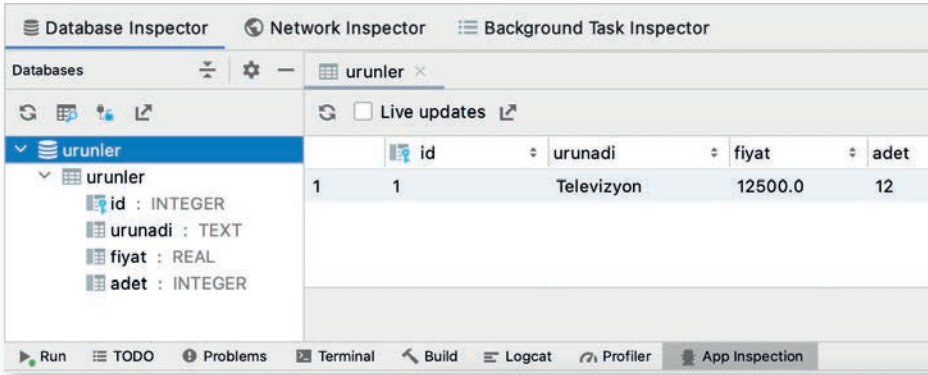 Database Inspector Network Inspector Background Task Inspector
Databases urunler
Live updates
urunler
urunler
id : INTEGER
urunadi : TEXT
fiyat : REAL
adet : INTEGER
id urunadi fiyat adet
1 1 Televizyon 12500.0 12
Run TODO Problems Terminal Build Logcat Profiler App Inspection